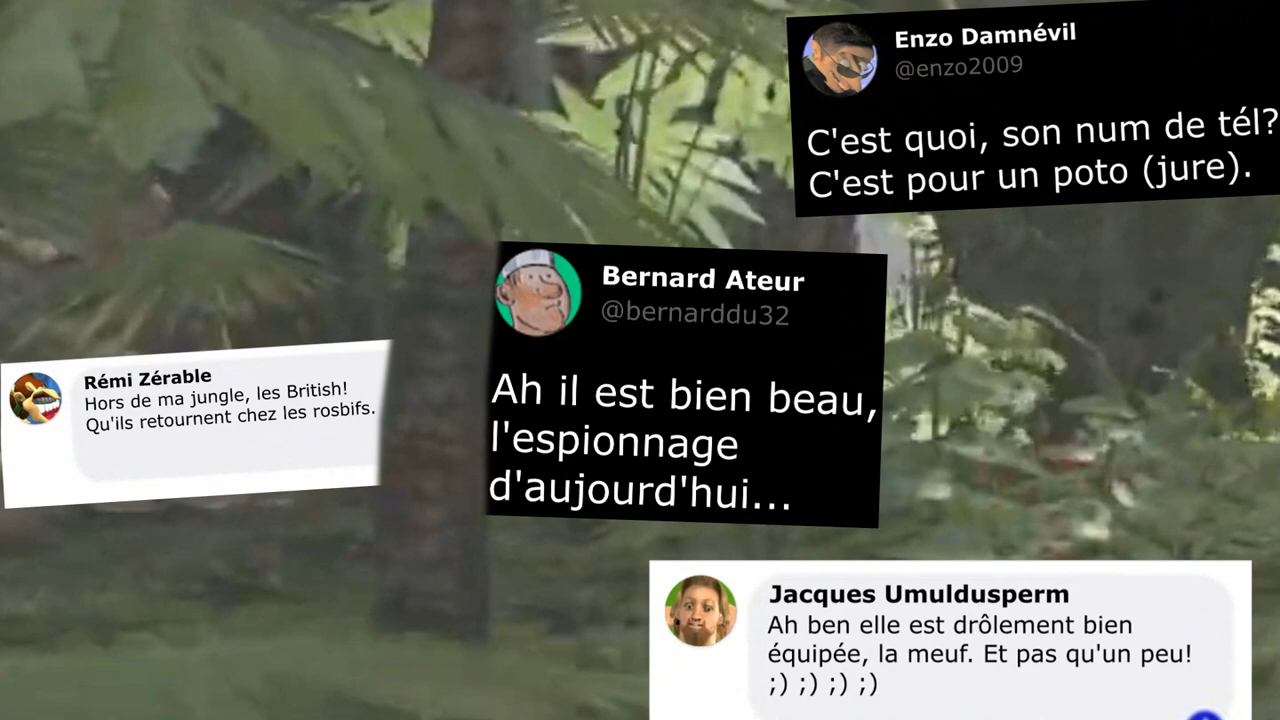 Enzo Damnévil
@enzo2009
C'est quoi, son num de tél?
C'est pour un poto (jure).
Bernard Ateur
@bernarddu32
Ah il est bien beau,
l'espionnage
d'aujourd'hui...
Rémi Zérable
Hors de ma jungle, les British!
Qu'ils retournent chez les rosbifs.
Jacques Umuldusperm
Ah ben elle est drôlement bien
équipée, la meuf. Et pas qu'un peu!
;) ;) ;) ;)